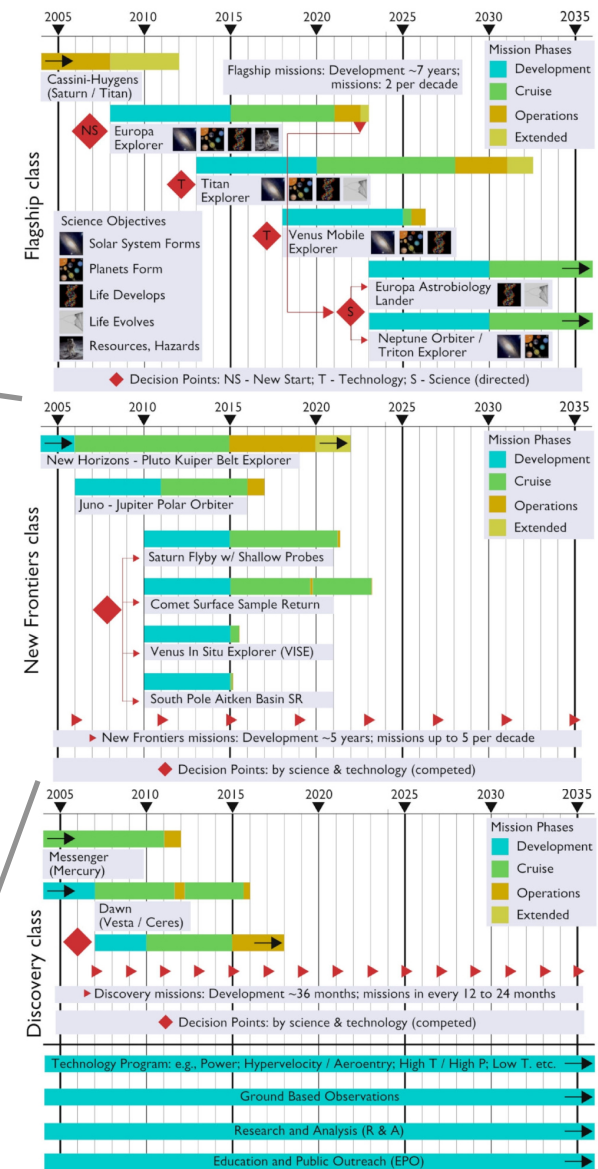 2005 2010 2015 2020 2025 2030 2035
Mission Phases
Development
Cruise
Operations
Extended
Cassini-Huygens
(Saturn / Titan)
Flagship missions: Development ~7 years;
missions: 2 per decade
Flagship class
NS
Europa
Explorer
T
Titan
Explorer
T
Venus Mobile
Explorer
Science Objectives
Solar System Forms
Planets Form
Life Develops
Life Evolves
Resources, Hazards
S
Europa Astrobiology
Lander
Neptune Orbiter /
Triton Explorer
Decision Points: NS - New Start; T - Technology; S - Science (directed)
2005 2010 2015 2020 2025 2030 2035
Mission Phases
Development
Cruise
Operations
Extended
New Frontiers class
New Horizons - Pluto Kuiper Belt Explorer
Juno - Jupiter Polar Orbiter
Saturn Flyby w/ Shallow Probes
Comet Surface Sample Return
Venus In Situ Explorer (VISE)
South Pole Aitken Basin SR
New Frontiers missions: Development ~5 years; missions up to 5 per decade
Decision Points: by science & technology (competed)
2005 2010 2015 2020 2025 2030 2035
Mission Phases
Development
Cruise
Operations
Extended
Discovery class
Messenger
(Mercury)
Dawn
(Vesta / Ceres)
Discovery missions: Development ~36 months; missions in every 12 to 24 months
Decision Points: by science & technology (competed)
Technology Program: e.g., Power; Hypervelocity / Aeroentry; High T / High P; Low T. etc.
Ground Based Observations
Research and Analysis (R & A)
Education and Public Outreach (EPO)